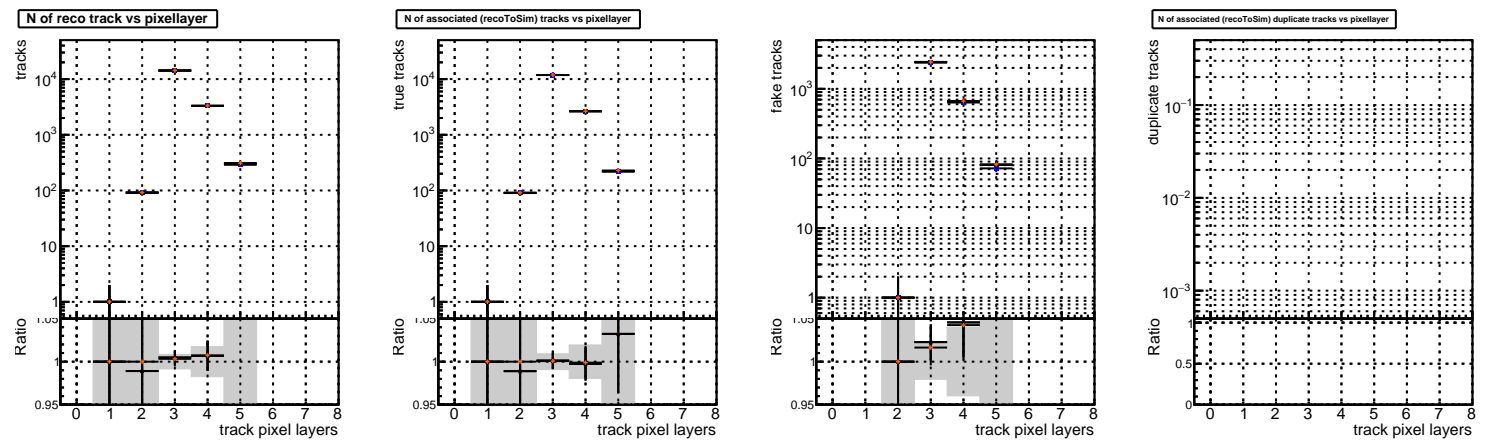 N of reco track vs pixellayer
tracks
10⁴
10³
10²
10
1
Ratio
1.05
1
0.95
0 1 2 3 4 5 6 7 8
track pixel layers
N of associated (recoToSim) tracks vs pixellayer
true tracks
10⁴
10³
10²
10
1
Ratio
1.05
1
0.95
0 1 2 3 4 5 6 7 8
track pixel layers
fake tracks
10³
10²
10
1
Ratio
1.05
1
0.95
0 1 2 3 4 5 6 7 8
track pixel layers
N of associated (recoToSim) duplicate tracks vs pixellayer
duplicate tracks
10⁻¹
10⁻²
10⁻³
Ratio
1
0.5
0
0 1 2 3 4 5 6 7 8
track pixel layers